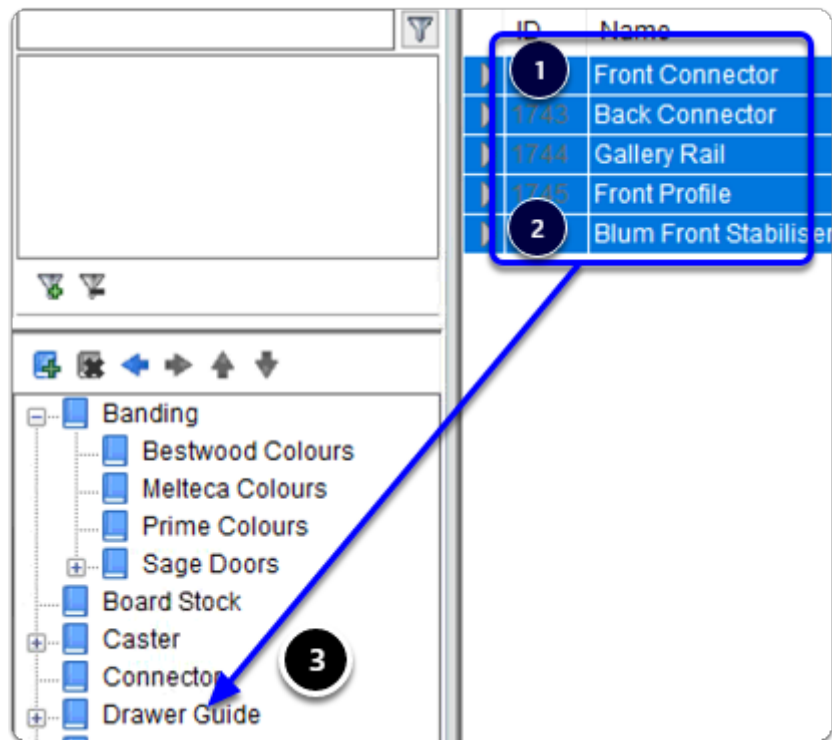 ID Name
1 Front Connector
1743 Back Connector
1744 Gallery Rail
1745 Front Profile
2 Blum Front Stabiliser
Banding
Bestwood Colours
Melteca Colours
Prime Colours
Sage Doors
Board Stock
Caster
3
Connector
Drawer Guide